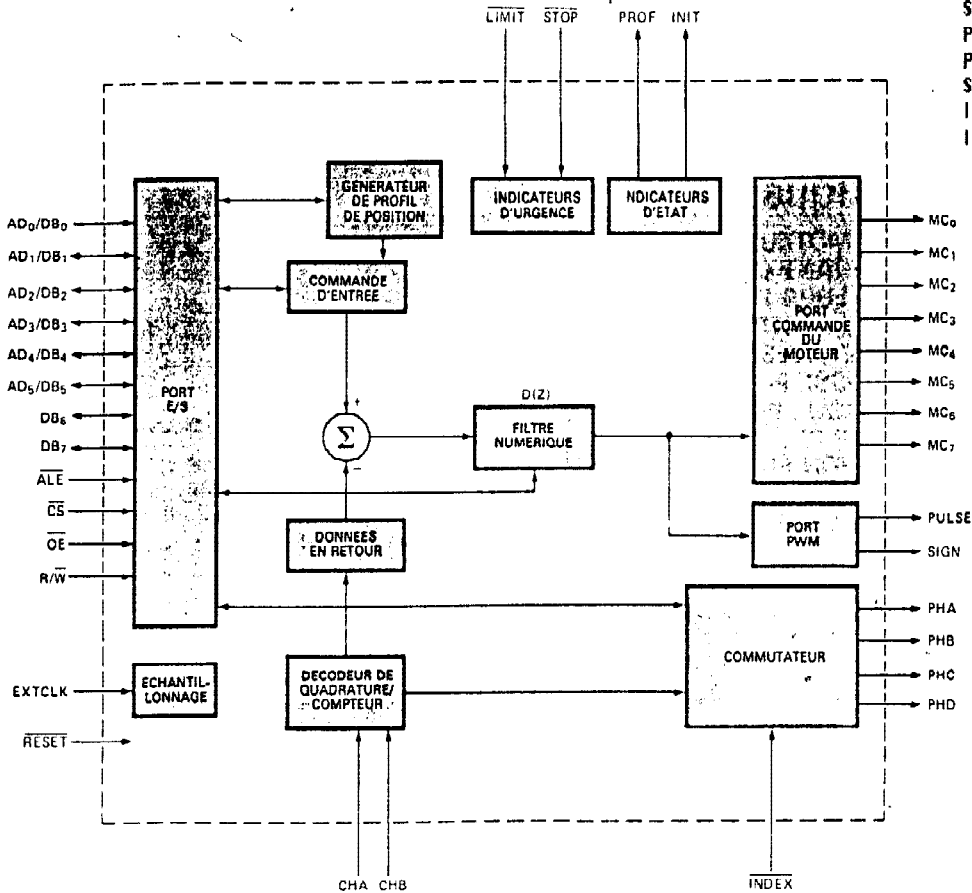 LIMIT STOP PROF INIT
S
P
P
S
I
I
GENERATEUR
DE PROFIL
DE POSITION
INDICATEURS
D'URGENCE
NDICATEURS
D'ETAT
COMMANDE
D'ENTREE
AD0/DB0
AD1/DB1
AD2/DB2
AD3/DB3
AD4/DB4
AD5/DB5
DB6
DB7
ALE
CS
OE
R/W
PORT
E/S
+
Σ
−
D(Z)
FILTRE
NUMERIQUE
PORT
COMMANDE
DU
MOTEUR
MC0
MC1
MC2
MC3
MC4
MC5
MC6
MC7
DONNEES
EN RETOUR
PORT
PWM
PULSE
SIGN
COMMUTATEUR
PHA
PHB
PHC
PHD
EXTCLK
ECHANTIL-
LONNAGE
DECODEUR DE
QUADRATURE/
COMPTEUR
RESET
CHA CHB
INDEX